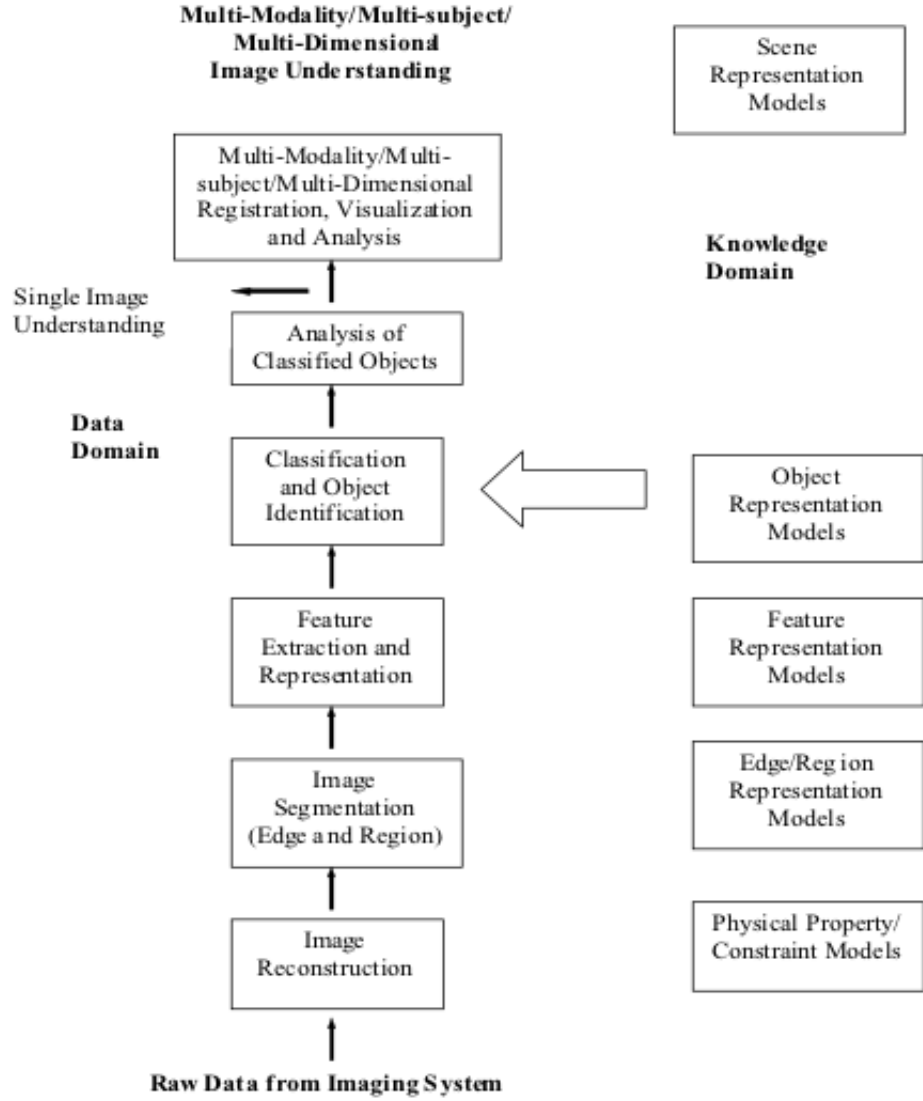 Multi-Modality/Multi-subject/
Multi-Dimensional
Image Understanding
Scene
Representation
Models
Multi-Modality/Multi-
subject/Multi-Dimensional
Registration, Visualization
and Analysis
Knowledge
Domain
Single Image
Understanding
Analysis of
Classified Objects
Data
Domain
Classification
and Object
Identification
Object
Representation
Models
Feature
Extraction and
Representation
Feature
Representation
Models
Image
Segmentation
(Edge and Region)
Edge/Region
Representation
Models
Image
Reconstruction
Physical Property/
Constraint Models
Raw Data from Imaging System